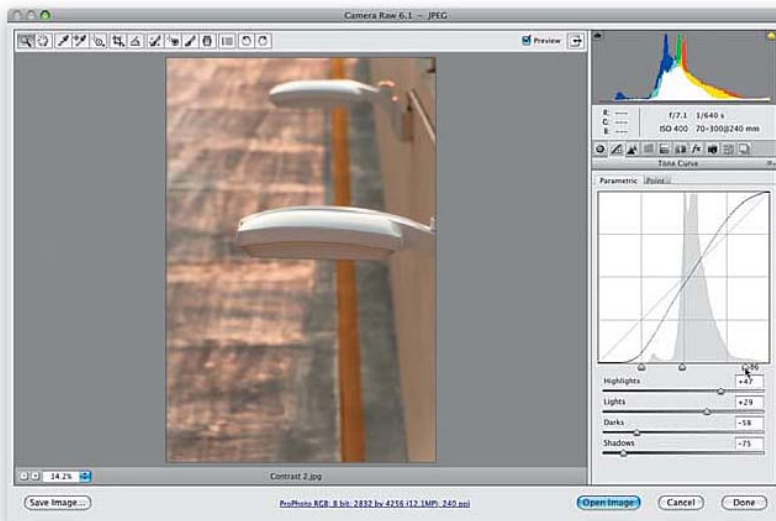 Camera Raw 6.1 – JPEG
Preview
R: ---
G: ---
B: ---
f/7.1 1/640 s
ISO 400 70-300@240 mm
Tone Curve
Parametric Point
86
Highlights +47
Lights +29
Darks -58
Shadows -75
14.2%
Contrast 2.jpg
Save Image...
ProPhoto RGB; 8 bit; 2832 by 4256 (12.1MP); 240 ppi
Open Image
Cancel
Done